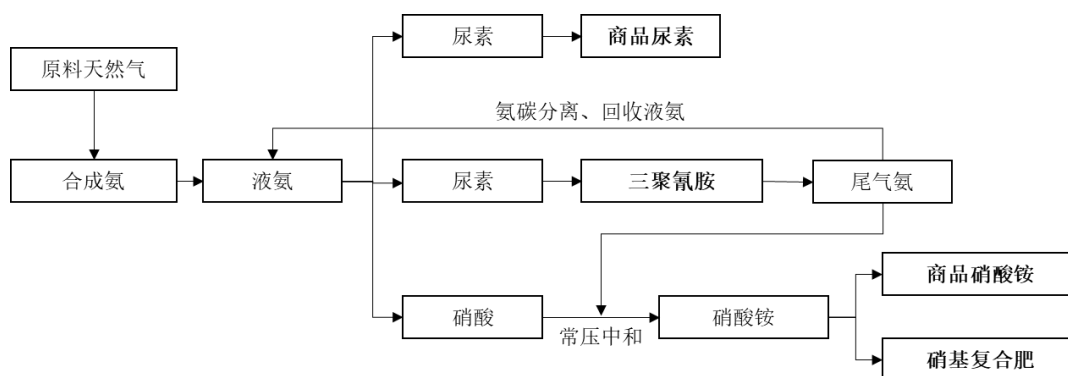 尿素
商品尿素
原料天然气
氨碳分离、回收液氨
合成氨
液氨
尿素
三聚氰胺
尾气氨
商品硝酸铵
硝酸
常压中和
硝酸铵
硝基复合肥